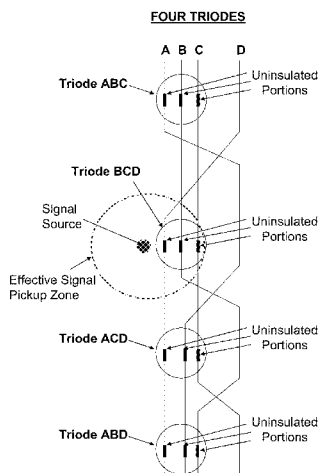 FOUR TRIODES
A B C D
Triode ABC
Uninsulated
Portions
Triode BCD
Signal
Source
Uninsulated
Portions
Effective Signal
Pickup Zone
Triode ACD
Uninsulated
Portions
Triode ABD
Uninsulated
Portions